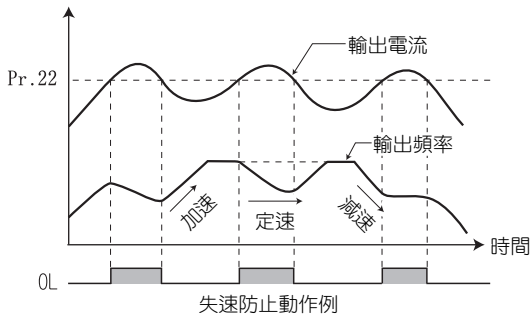 輸出電流
Pr.22
輸出頻率
加速
定速
減速
時間
OL
失速防止動作例